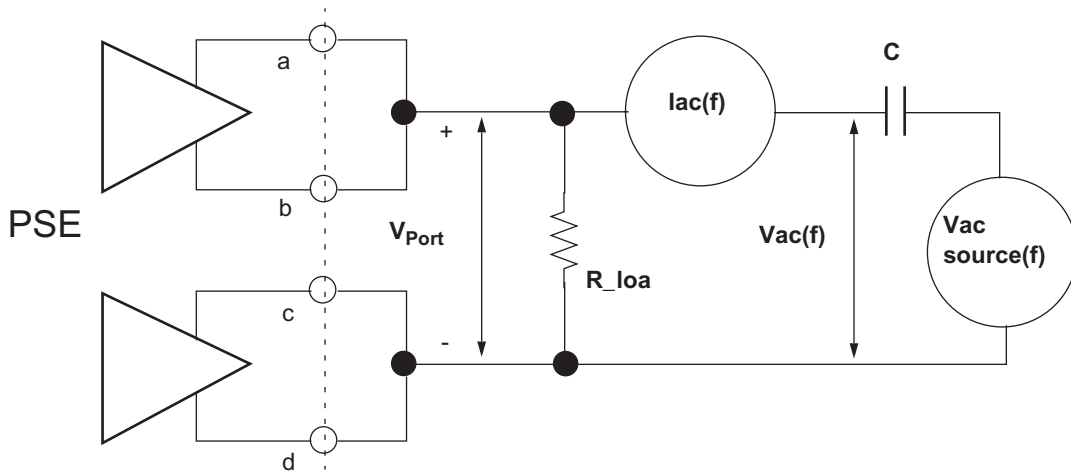 a
b
PSE
c
d
+
-
VPort
R_loa
Iac(f)
Vac(f)
C
Vac
source(f)